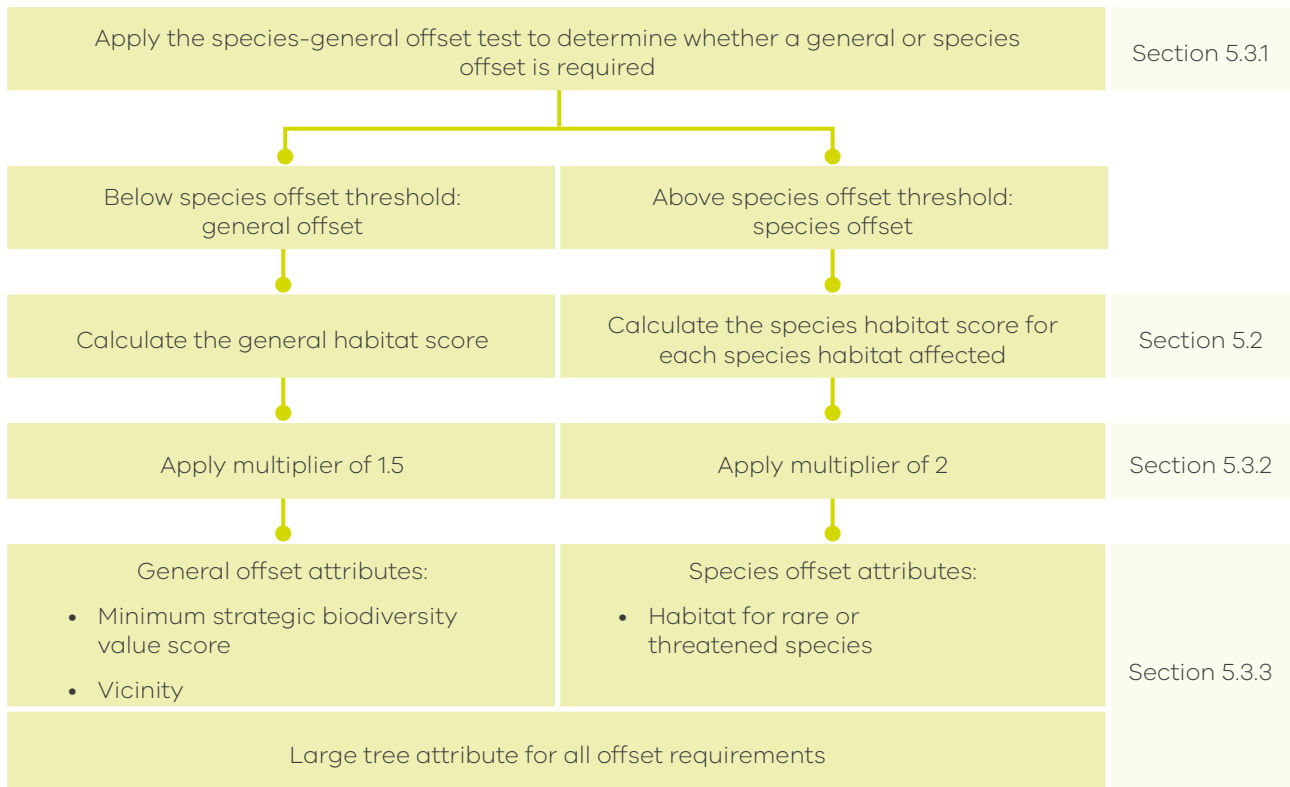 Apply the species-general offset test to determine whether a general or species
offset is required
Section 5.3.1
Below species offset threshold:
general offset
Above species offset threshold:
species offset
Calculate the general habitat score
Calculate the species habitat score for
each species habitat affected
Section 5.2
Apply multiplier of 1.5
Apply multiplier of 2
Section 5.3.2
General offset attributes:
• Minimum strategic biodiversity
value score
• Vicinity
Species offset attributes:
• Habitat for rare or
threatened species
Section 5.3.3
Large tree attribute for all offset requirements